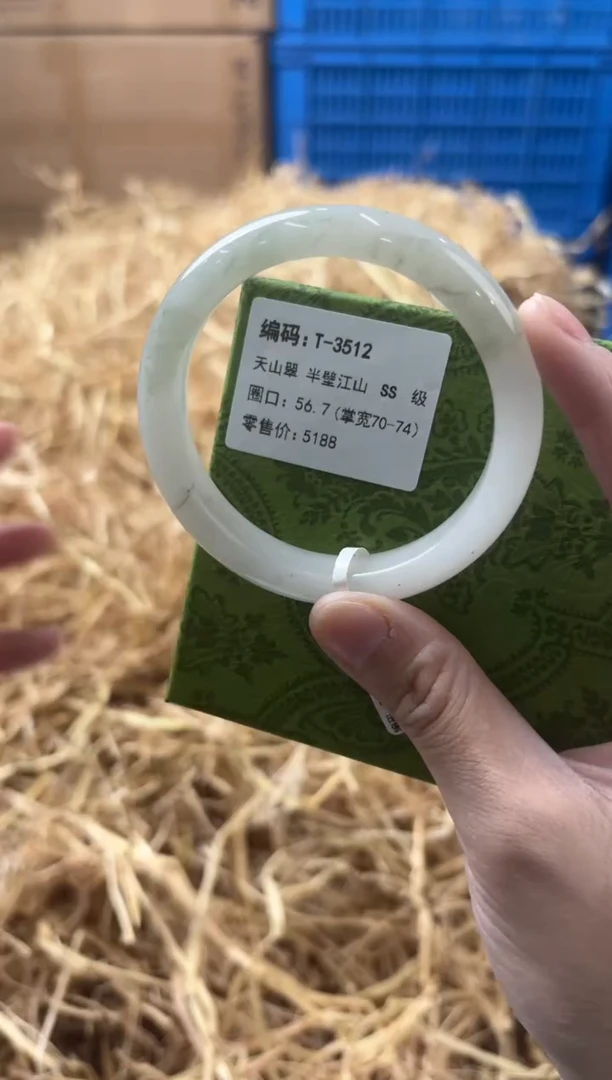 编码: T-3512
天山翠 半壁江山 SS 级
圈口: 56.7(掌宽70-74)
零售价: 5188